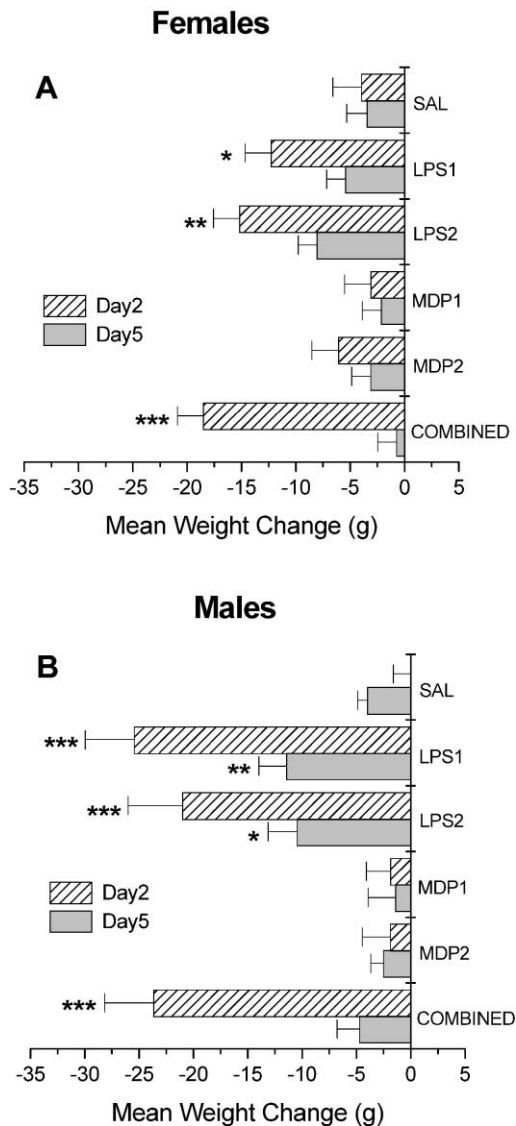 Females
A
SAL
* LPS1
** LPS2
Day2
Day5
MDP1
MDP2
*** COMBINED
-35 -30 -25 -20 -15 -10 -5 0 5
Mean Weight Change (g)
Males
B
SAL
*** LPS1
**
*** LPS2
*
Day2
Day5
MDP1
MDP2
*** COMBINED
-35 -30 -25 -20 -15 -10 -5 0 5
Mean Weight Change (g)